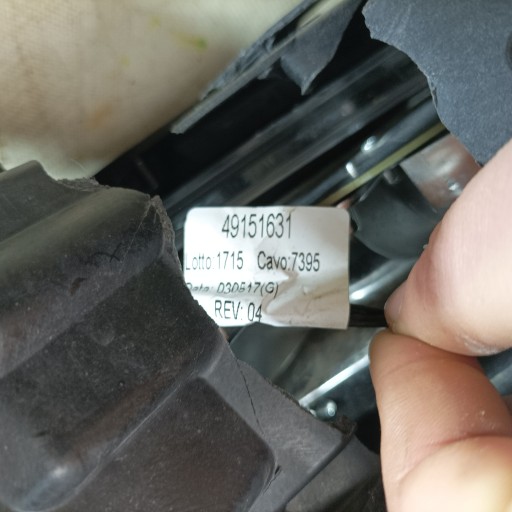 49151631
Lotto:1715 Cavo:7395
Data: 030517(G)
REV: 04